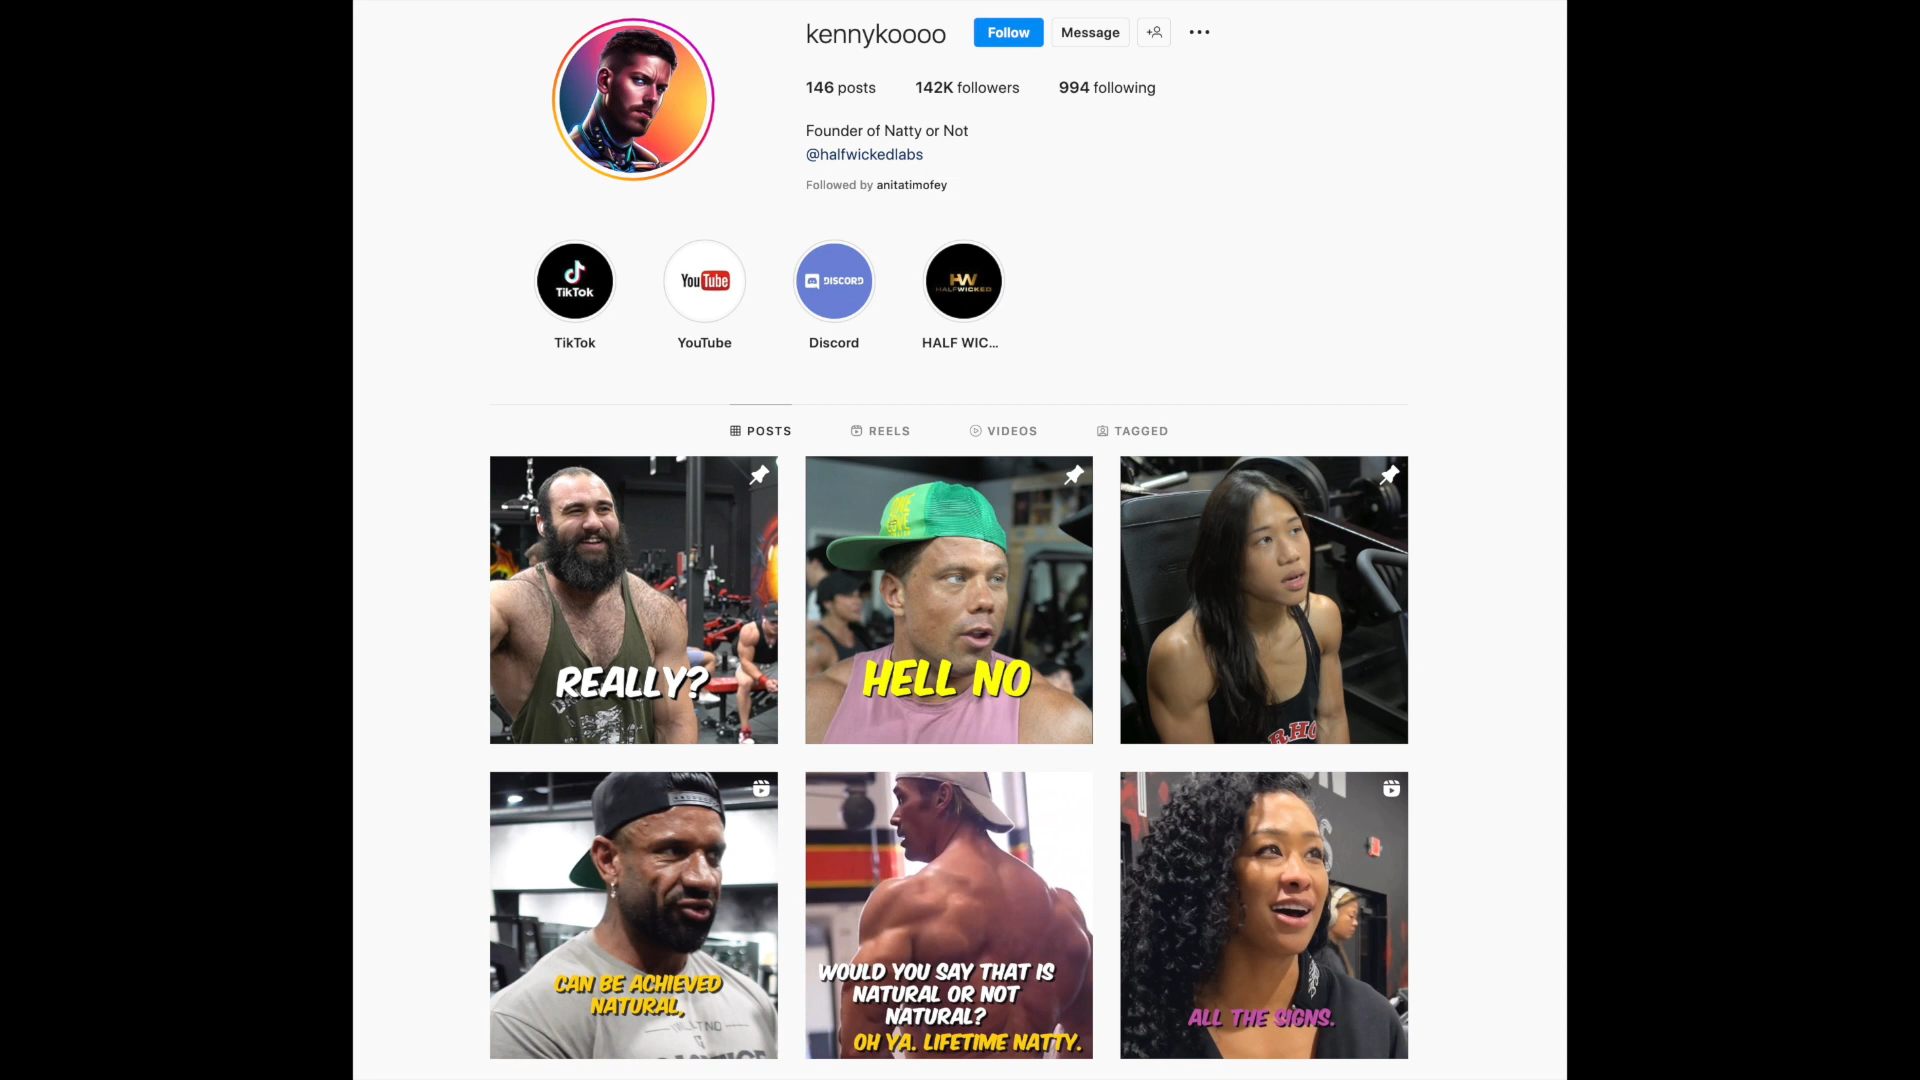 kennykoooo
Follow
Message
146 posts
142K followers
994 following
Founder of Natty or Not
@halfwickedlabs
Followed by anitatimofey
TikTok
YouTube
DISCORD
HW
HALFWICKED
TikTok
YouTube
Discord
HALF WIC...
POSTS
REELS
VIDEOS
TAGGED
REALLY?
HELL NO
RHO
CAN BE ACHIEVED
NATURAL,
WOULD YOU SAY THAT IS
NATURAL OR NOT
NATURAL?
OH YA. LIFETIME NATTY.
ALL THE SIGNS.